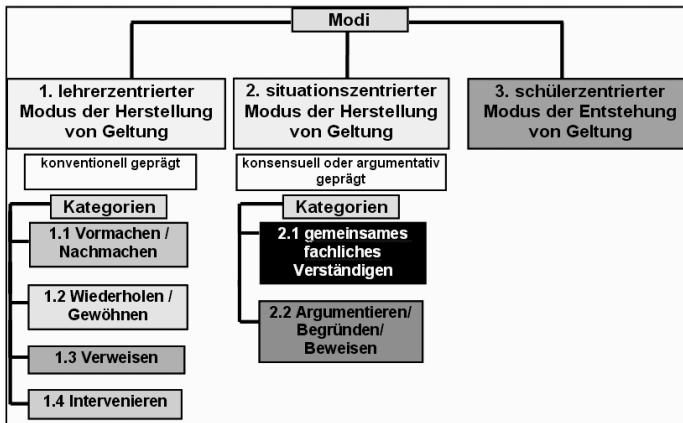 Modi
1. lehrerzentrierter
Modus der Herstellung
von Geltung
2. situationszentrierter
Modus der Herstellung
von Geltung
3. schülerzentrierter
Modus der Entstehung
von Geltung
konventionell geprägt
konsensuell oder argumentativ
geprägt
Kategorien
1.1 Vormachen /
Nachmachen
1.2 Wiederholen /
Gewöhnen
1.3 Verweisen
1.4 Intervenieren
Kategorien
2.1 gemeinsames
fachliches
Verständigen
2.2 Argumentieren/
Begründen/
Beweisen